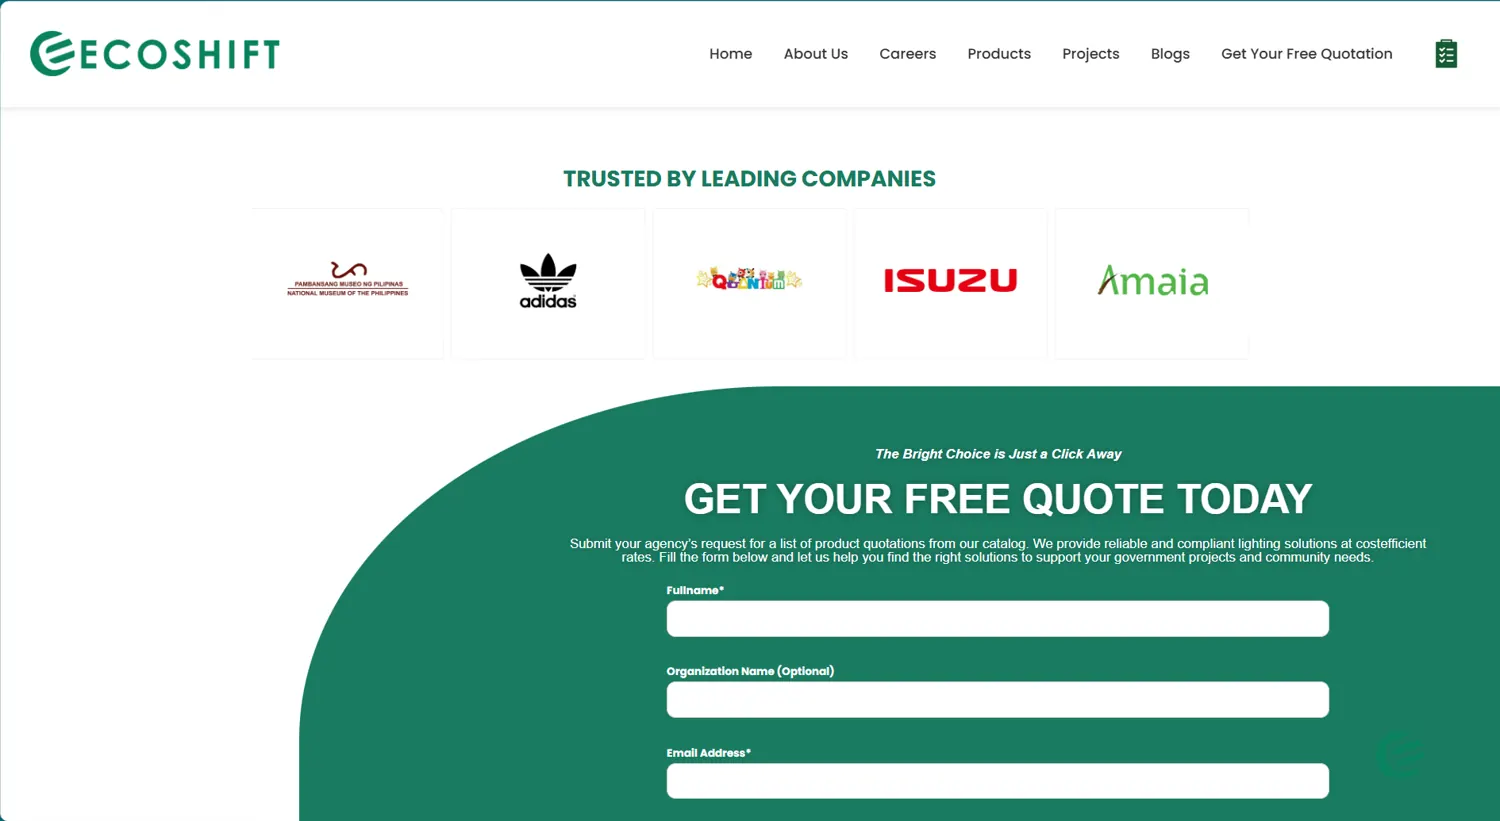 ECOSHIFT
Home About Us Careers Products Projects Blogs Get Your Free Quotation
TRUSTED BY LEADING COMPANIES
PAMBANSANG MUSEO NG PILIPINAS
NATIONAL MUSEUM OF THE PHILIPPINES
adidas
QUANTUM
ISUZU
Amaia
The Bright Choice is Just a Click Away
GET YOUR FREE QUOTE TODAY
Submit your agency's request for a list of product quotations from our catalog. We provide reliable and compliant lighting solutions at costefficient
rates. Fill the form below and let us help you find the right solutions to support your government projects and community needs.
Fullname*
Organization Name (Optional)
Email Address*